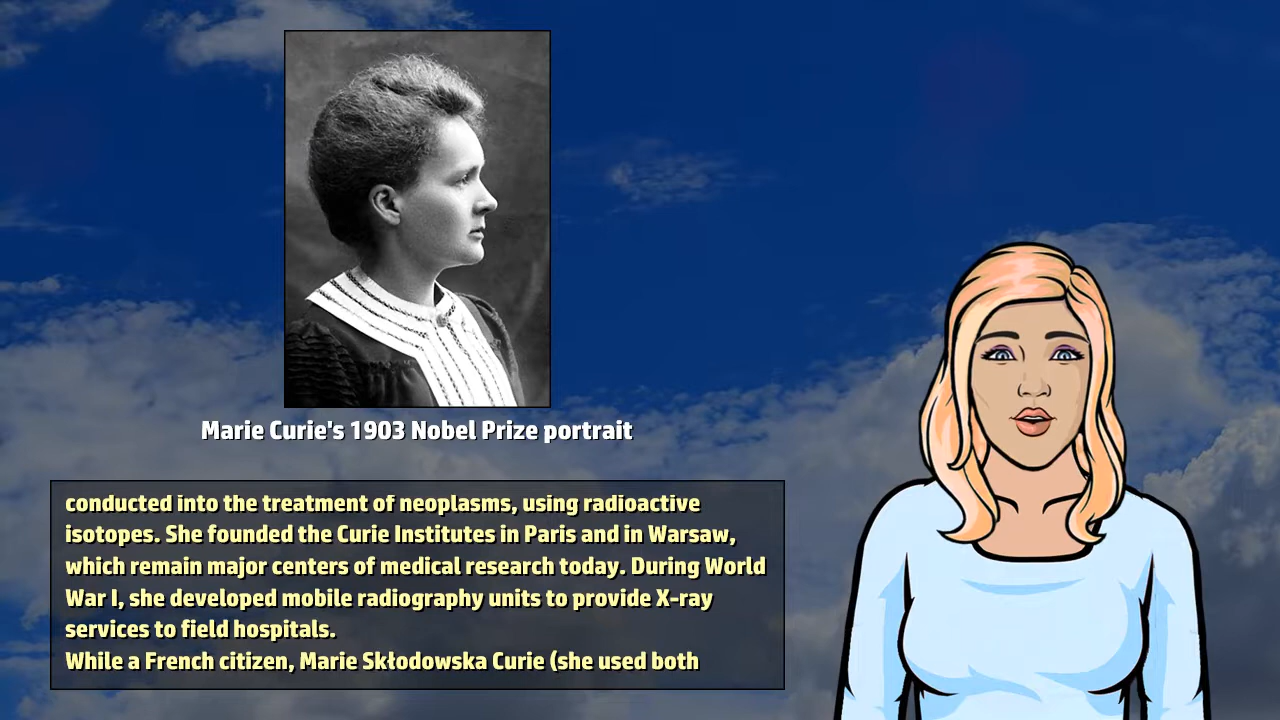 Marie Curie's 1903 Nobel Prize portrait
conducted into the treatment of neoplasms, using radioactive
isotopes. She founded the Curie Institutes in Paris and in Warsaw,
which remain major centers of medical research today. During World
War I, she developed mobile radiography units to provide X-ray
services to field hospitals.
While a French citizen, Marie Skłodowska Curie (she used both